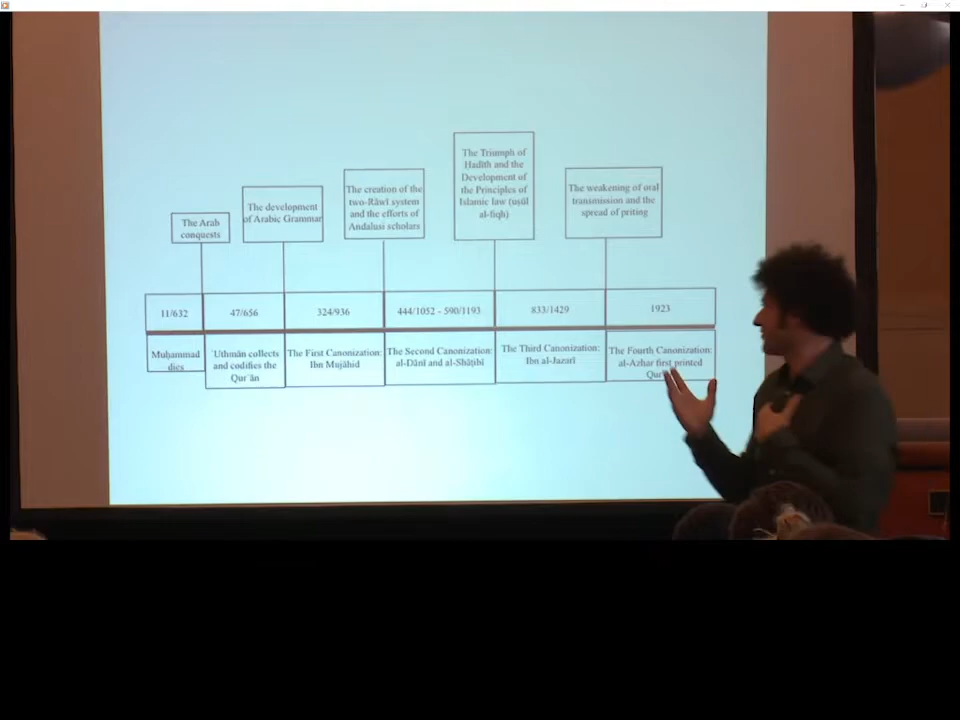 The Triumph of
Hadith and the
Development of
the Principles of
Islamic law (uṣūl
al-fiqh)
The creation of the
two-Rāwī system
and the efforts of
Andalusi scholars
The weakening of oral
transmission and the
spread of priting
The development
of Arabic Grammar
The Arab
conquests
11/632
47/656
324/936
444/1052 - 590/1193
833/1429
1923
Muḥammad
dies
ʿUthmān collects
and codifies the
Qurʾān
The First Canonization:
Ibn Mujāhid
The Second Canonization:
al-Dānī and al-Shāṭibī
The Third Canonization:
Ibn al-Jazarī
The Fourth Canonization:
al-Azhar first printed